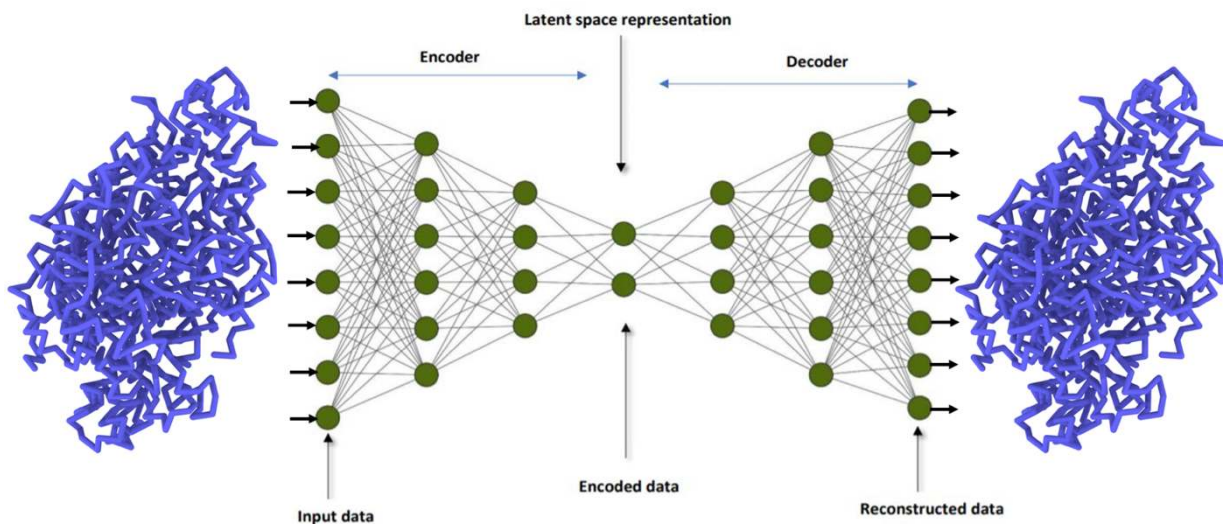 Latent space representation
Encoder
Decoder
Encoded data
Input data
Reconstructed data